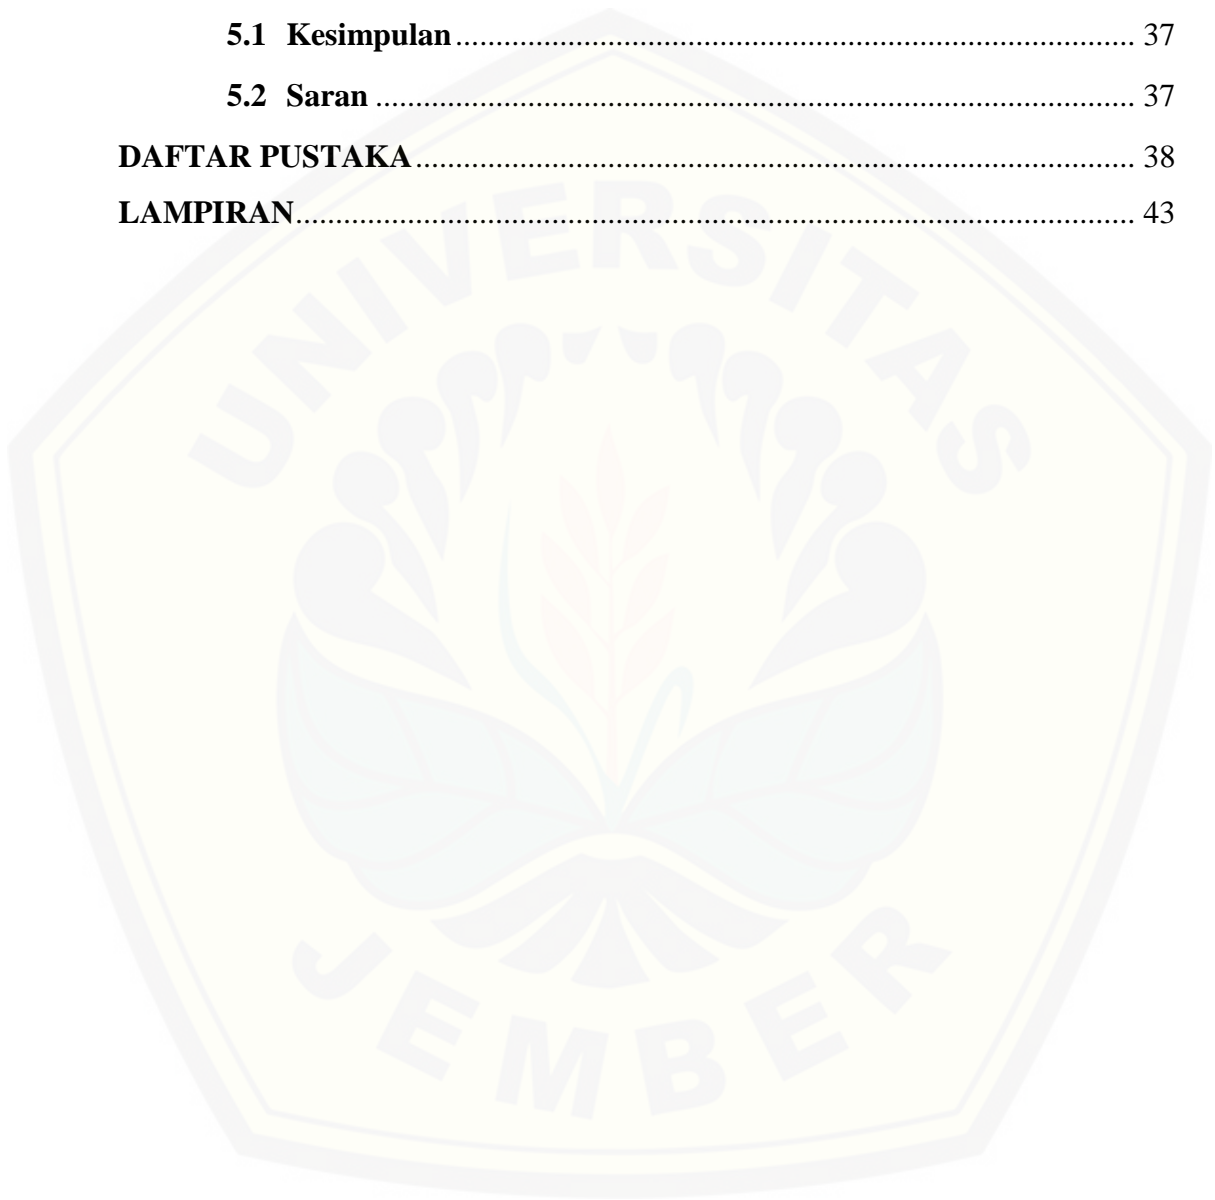 5.1 Kesimpulan.......................................................................... 37
5.2 Saran .................................................................................. 37
DAFTAR PUSTAKA.............................................................................. 38
LAMPIRAN.......................................................................................... 43
UNIVERSITAS
JEMBER